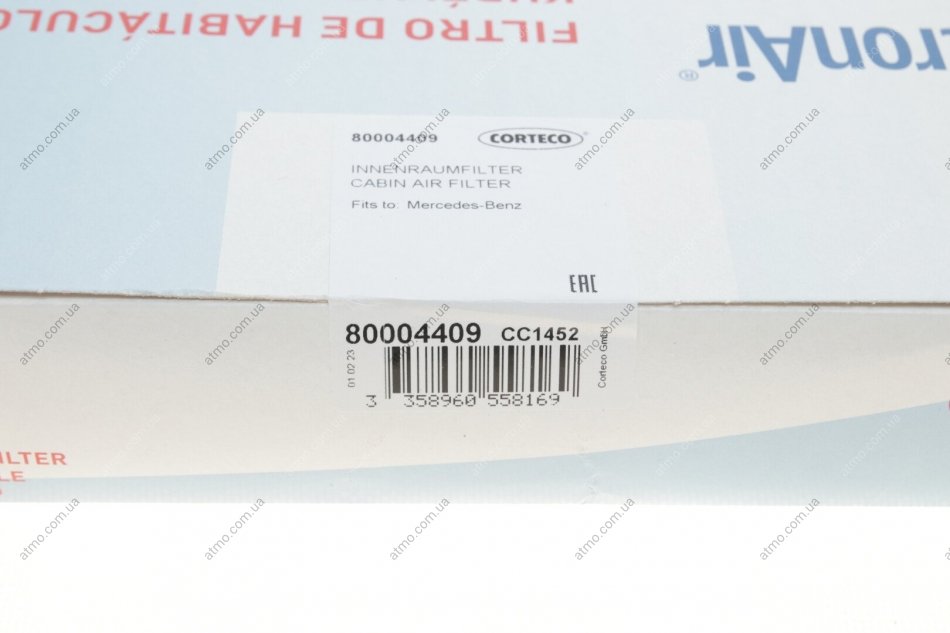 FILTRO DE HABITÁCULO
ronAir®
80004409 CORTECO®
INNENRAUMFILTER
CABIN AIR FILTER
Fits to: Mercedes-Benz
EAC
80004409 CC1452
01 02 23
Corteco GmbH
3 358960 558169
ILTER
LE
atmo.com.ua